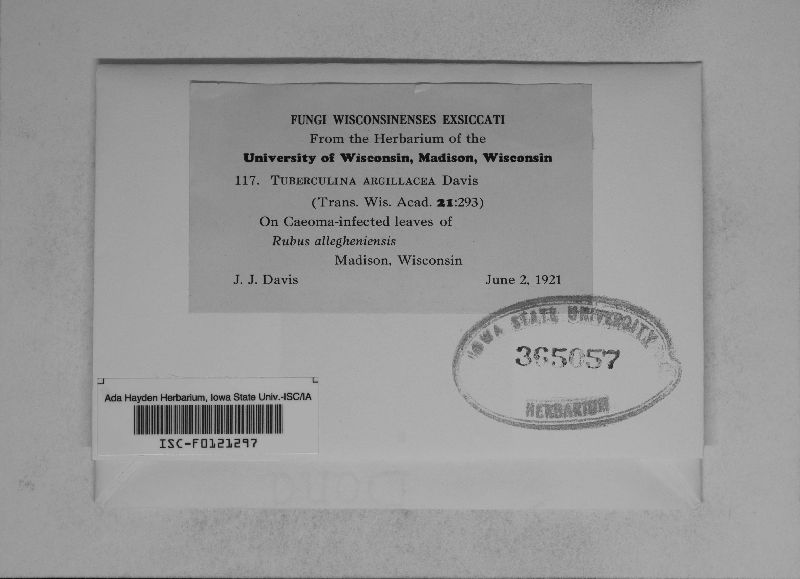 FUNGI WISCONSINENSES EXSICCATI
From the Herbarium of the
University of Wisconsin, Madison, Wisconsin
117. TUBERCULINA ARGILLACEA Davis
(Trans. Wis. Acad. 21:293)
On Caeoma-infected leaves of
Rubus allegheniensis
Madison, Wisconsin
J. J. Davis June 2, 1921
IOWA STATE UNIVERSITY
365057
HERBARIUM
Ada Hayden Herbarium, Iowa State Univ.-ISC/IA
ISC-F0121297